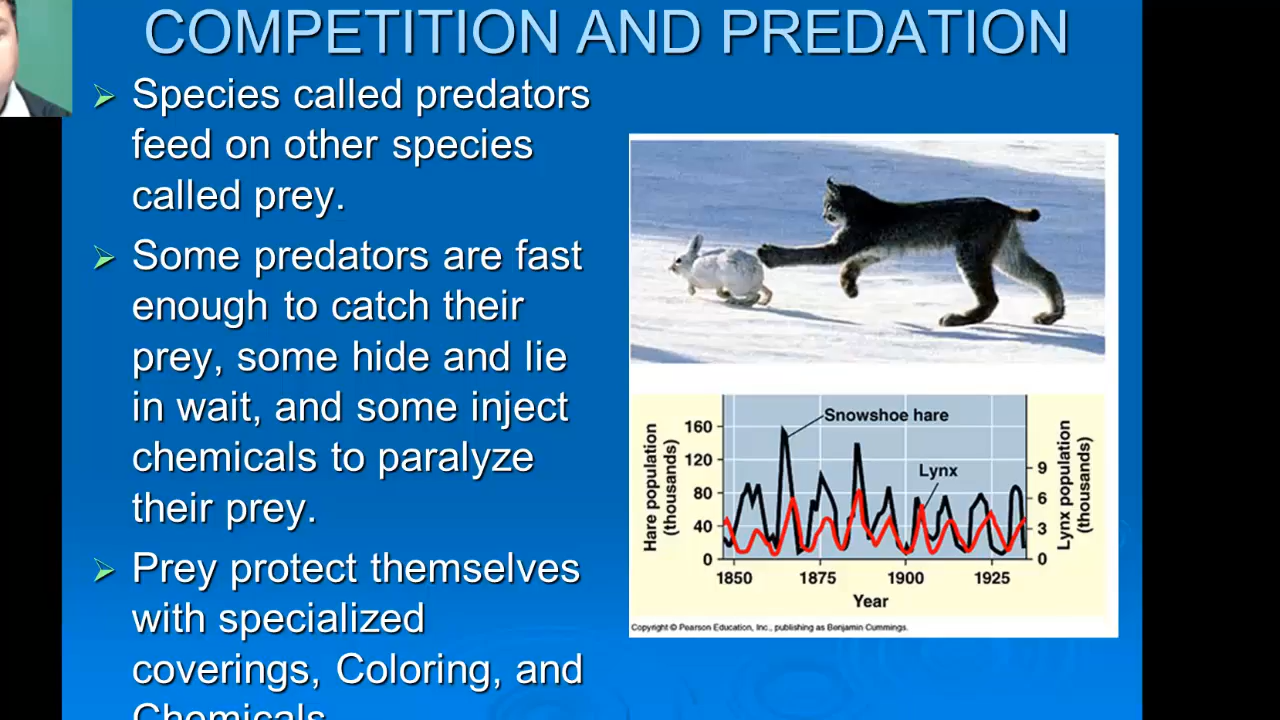 COMPETITION AND PREDATION
➢ Species called predators
feed on other species
called prey.
➢ Some predators are fast
enough to catch their
prey, some hide and lie
in wait, and some inject
chemicals to paralyze
their prey.
➢ Prey protect themselves
with specialized
coverings, Coloring, and
Chemicals
Snowshoe hare
Lynx
Hare population
(thousands)
160
120
80
40
0
9
6
3
0
Lynx population
(thousands)
1850 1875 1900 1925
Year
Copyright © Pearson Education, Inc., publishing as Benjamin Cummings.